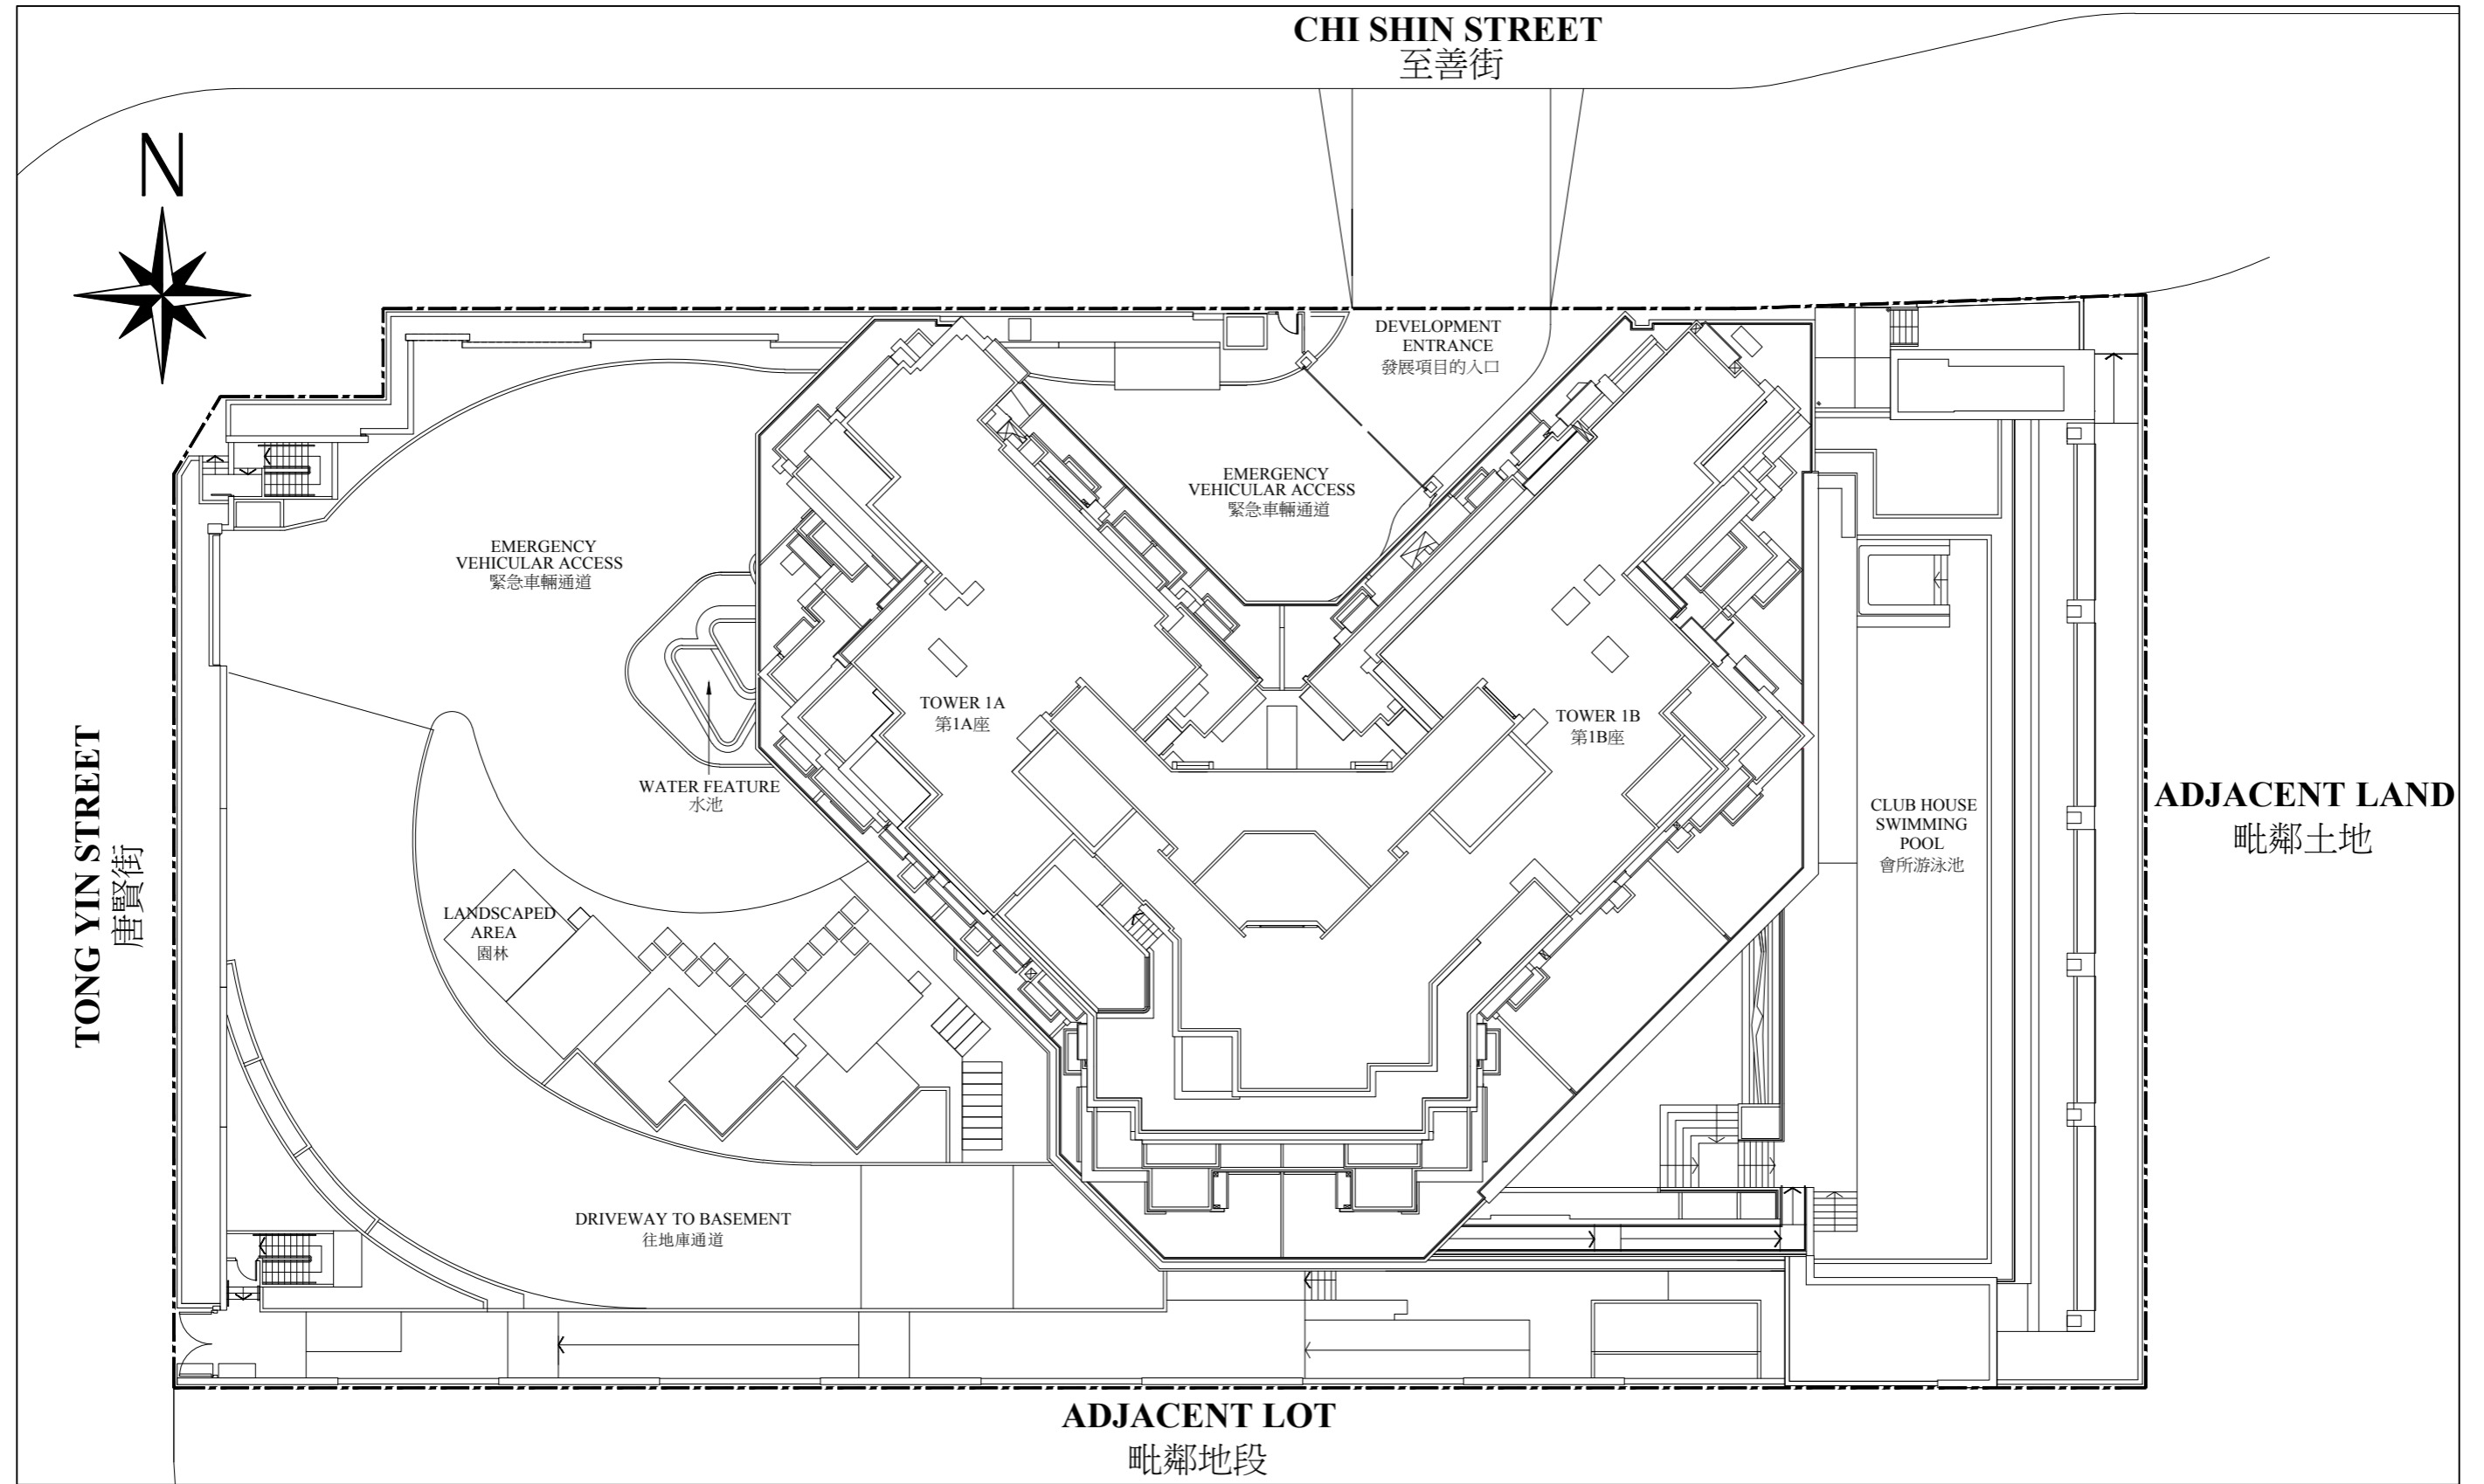 CHI SHIN STREET
至善街
N
DEVELOPMENT
ENTRANCE
發展項目的入口
EMERGENCY
VEHICULAR ACCESS
緊急車輛通道
EMERGENCY
VEHICULAR ACCESS
緊急車輛通道
TOWER 1A
第1A座
TOWER 1B
第1B座
WATER FEATURE
水池
TONG YIN STREET
唐賢街
ADJACENT LAND
毗鄰土地
CLUB HOUSE
SWIMMING
POOL
會所游泳池
LANDSCAPED
AREA
園林
DRIVEWAY TO BASEMENT
往地庫通道
ADJACENT LOT
毗鄰地段